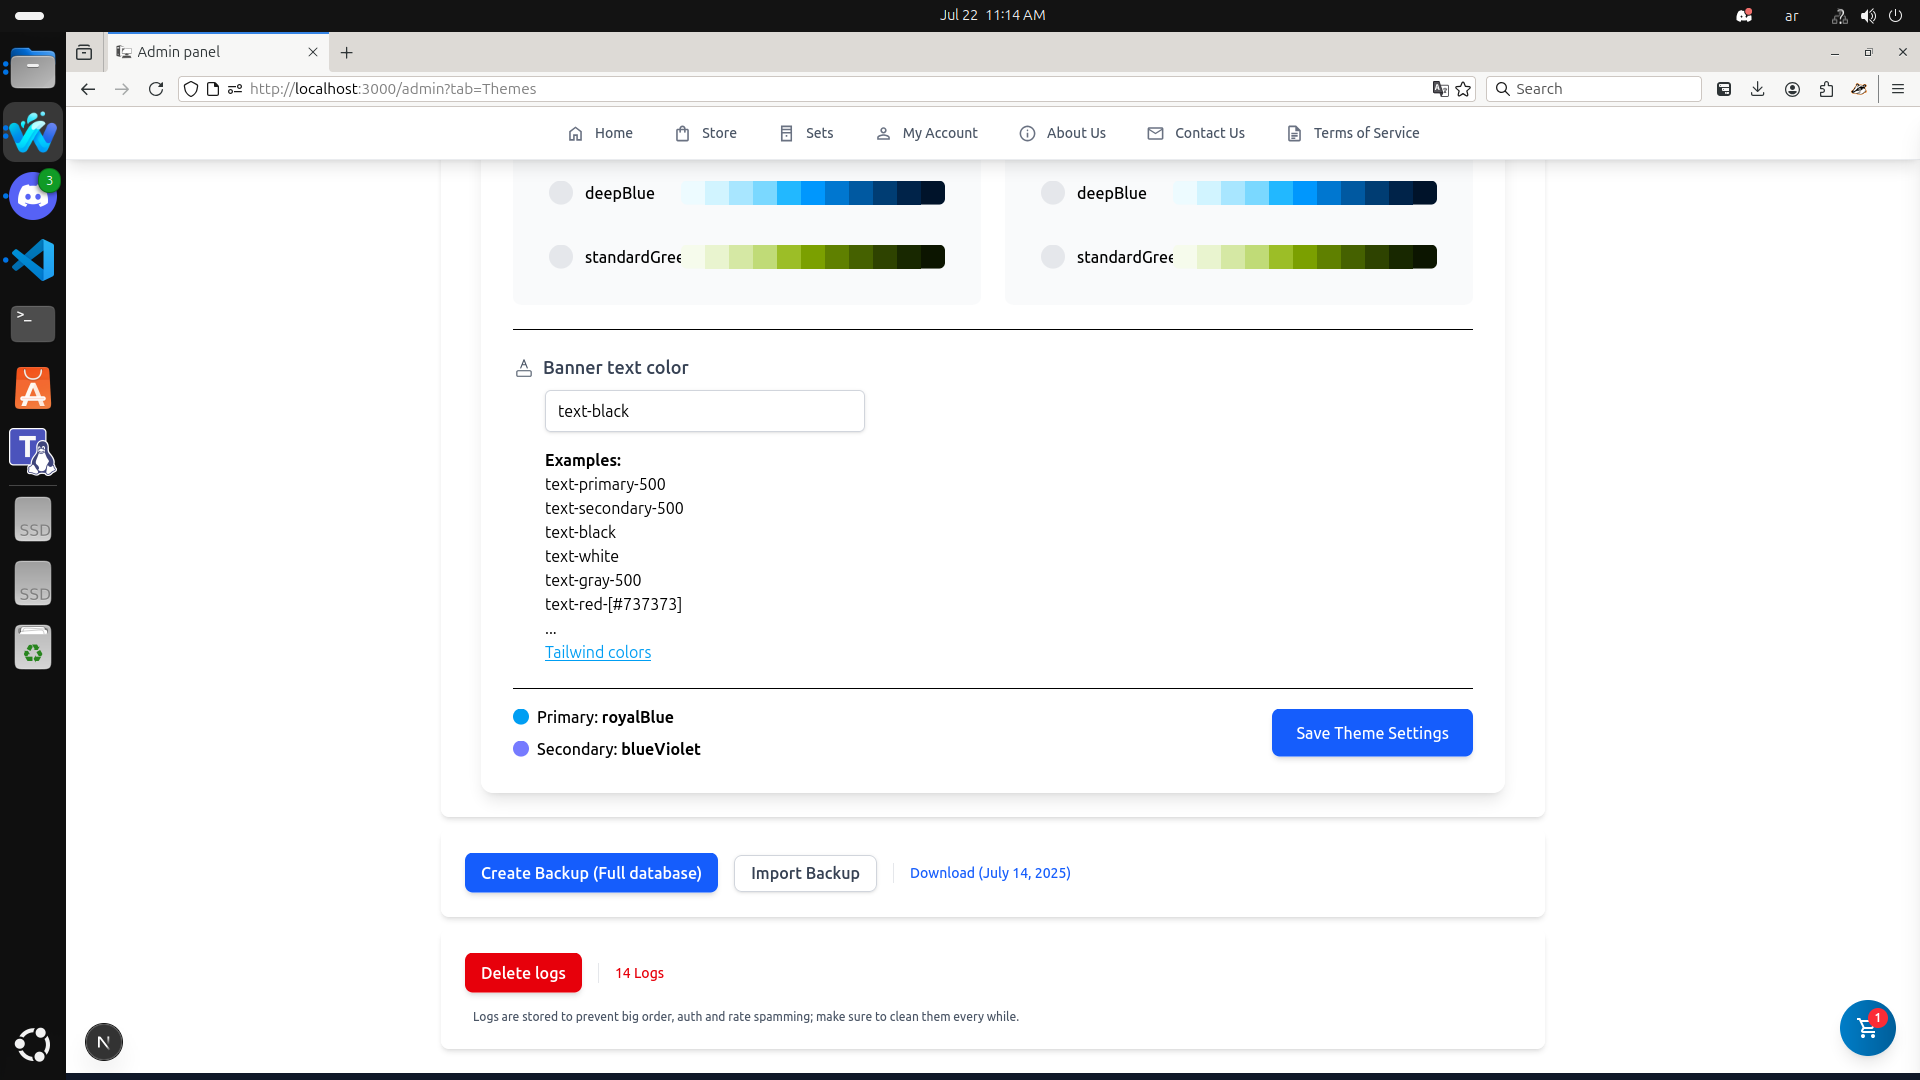 Jul 22 11:14 AM
ar
Admin panel
http://localhost:3000/admin?tab=Themes
Search
Home
Store
Sets
My Account
About Us
Contact Us
Terms of Service
3
deepBlue
deepBlue
standardGree
standardGree
Banner text color
text-black
Examples:
text-primary-500
text-secondary-500
text-black
text-white
text-gray-500
text-red-[#737373]
...
Tailwind colors
Primary: royalBlue
Secondary: blueViolet
Save Theme Settings
Create Backup (Full database)
Import Backup
Download (July 14, 2025)
Delete logs
14 Logs
Logs are stored to prevent big order, auth and rate spamming; make sure to clean them every while.
>_
A
T
SSD
SSD
N
1